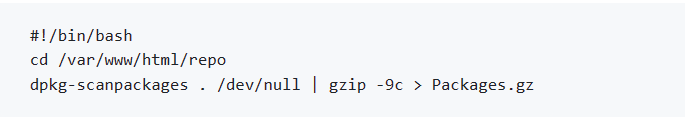 #!/bin/bash
cd /var/www/html/repo
dpkg-scanpackages . /dev/null | gzip -9c > Packages.gz